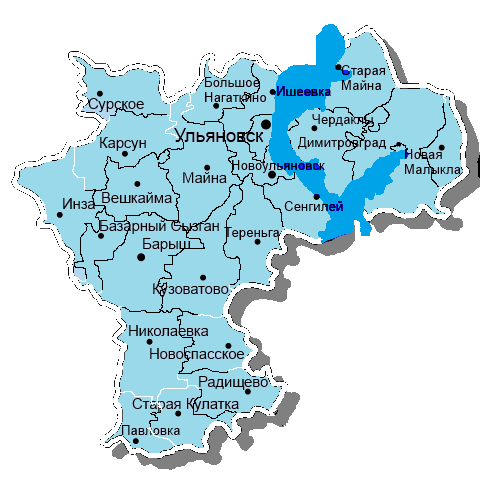 Старая
Майна
Большое
Нагаткино
Ишеевка
Сурское
Чердаклы
Ульяновск
Димитровград
Карсун
Новая
Малыкла
Новоульяновск
Майна
Вешкайма
Инза
Сенгилей
Базарный Сызган
Тереньга
Барыш
Кузоватово
Николаевка
Новоспасское
Радищево
Старая Кулатка
Павловка